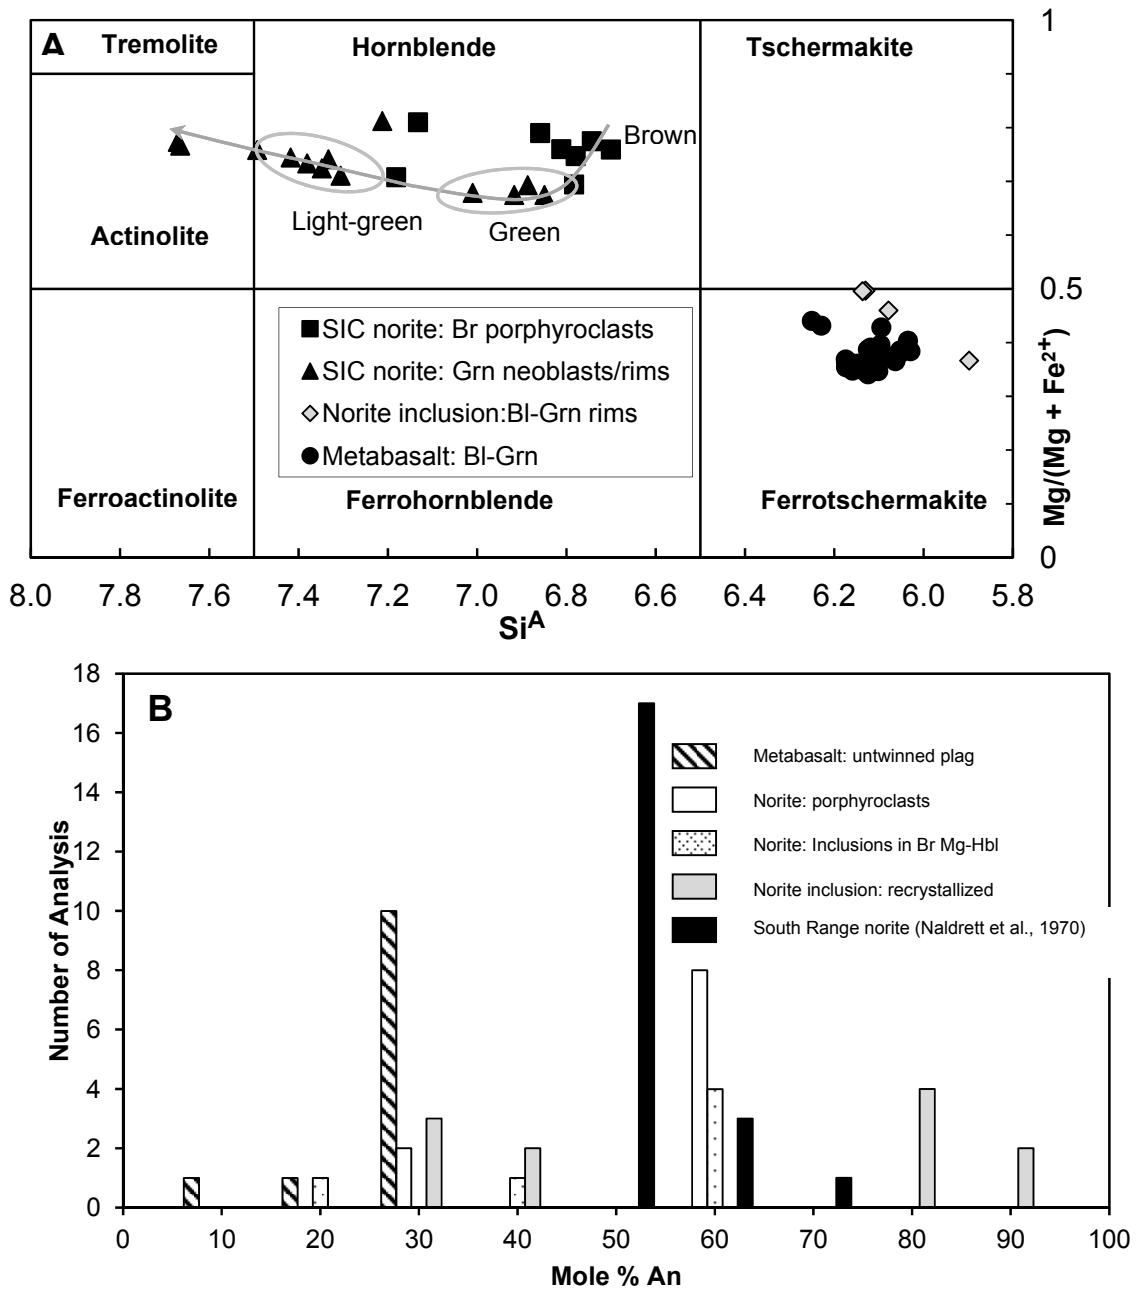 A
Tremolite
Hornblende
Tschermakite
1
Brown
Light-green
Green
Actinolite
0.5
SIC norite: Br porphyroclasts
SIC norite: Grn neoblasts/rims
Norite inclusion:Bl-Grn rims
Metabasalt: Bl-Grn
Ferroactinolite
Ferrohornblende
Ferrotschermakite
Mg/(Mg + Fe²⁺)
0
8.0 7.8 7.6 7.4 7.2 7.0 6.8 6.6 6.4 6.2 6.0 5.8
Siᴬ
B
18
16
14
12
10
8
6
4
2
0
Number of Analysis
Metabasalt: untwinned plag
Norite: porphyroclasts
Norite: Inclusions in Br Mg-Hbl
Norite inclusion: recrystallized
South Range norite (Naldrett et al., 1970)
0 10 20 30 40 50 60 70 80 90 100
Mole % An